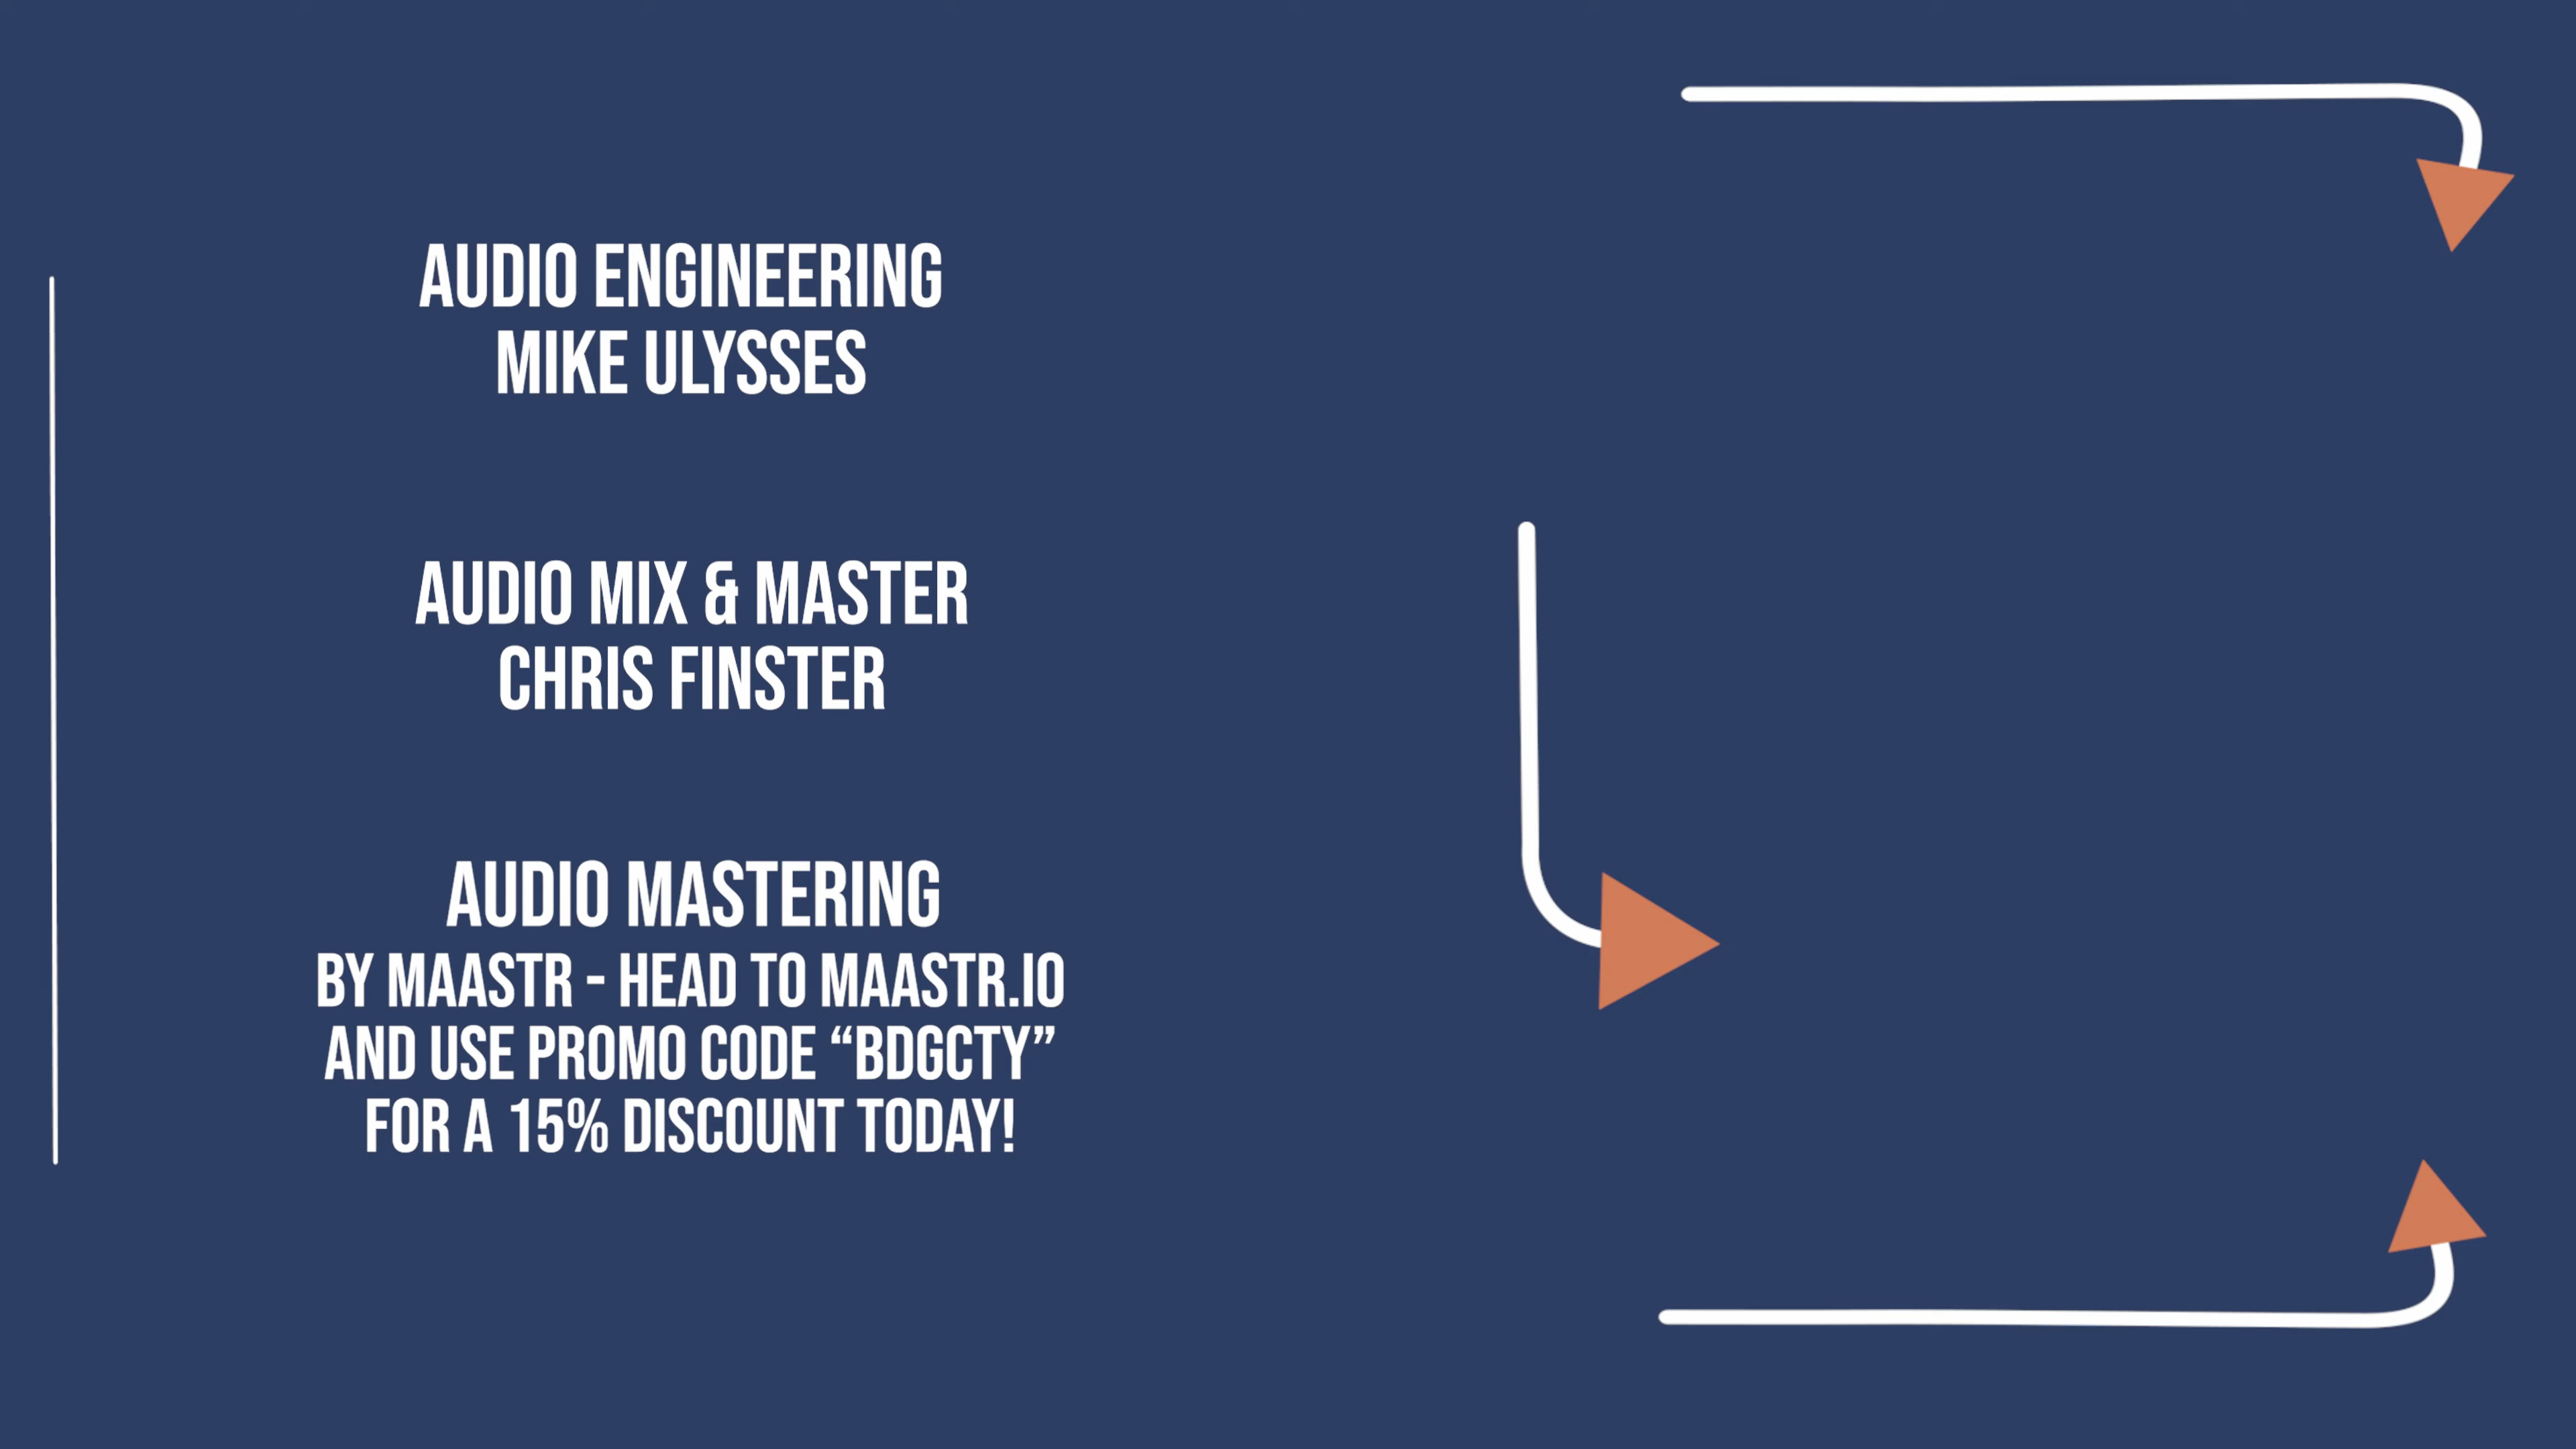 AUDIO ENGINEERING
MIKE ULYSSES
AUDIO MIX & MASTER
CHRIS FINSTER
AUDIO MASTERING
BY MAASTR - HEAD TO MAASTR.IO
AND USE PROMO CODE “BDGCTY”
FOR A 15% DISCOUNT TODAY!